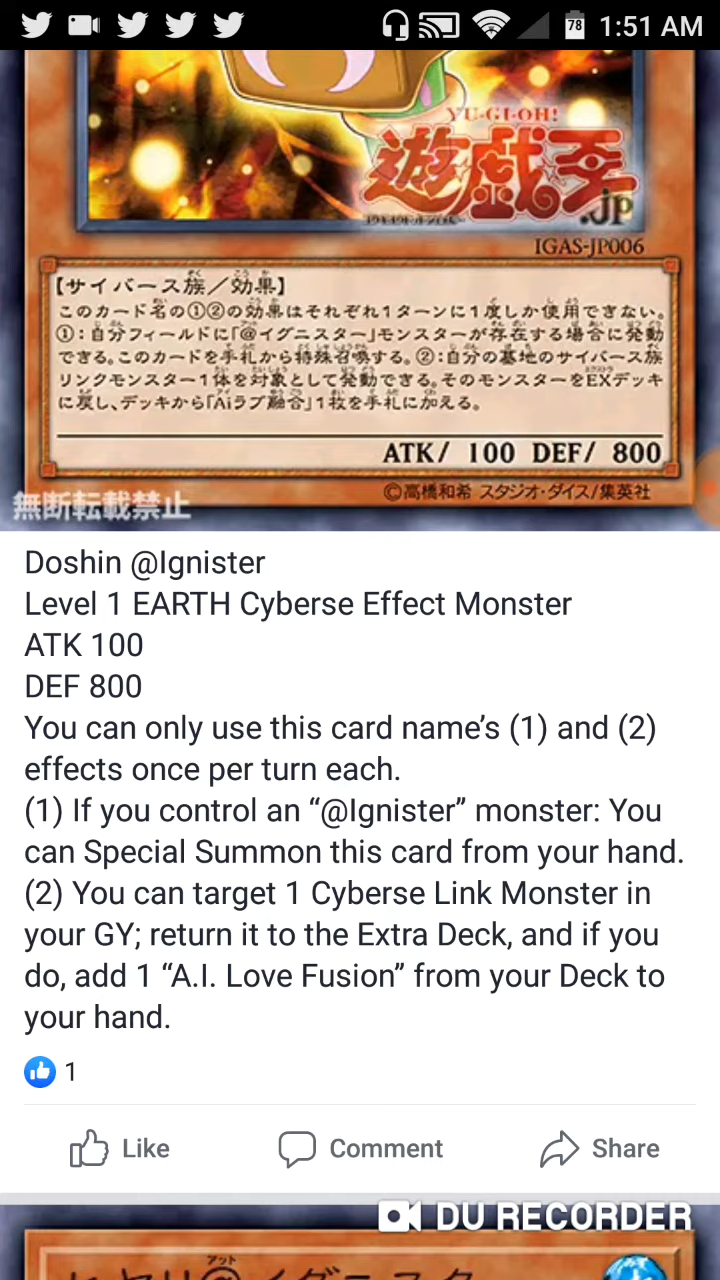 78 1:51 AM
YU-GI-OH!
遊戯王
.jp
IGAS-JP006
【サイバース族／効果】
このカード名の①②の効果はそれぞれ１ターンに１度しか使用できない。
①：自分フィールドに「＠イグニスター」モンスターが存在する場合に発動
できる。このカードを手札から特殊召喚する。②：自分の墓地のサイバース族
リンクモンスター１体を対象として発動できる。そのモンスターをEXデッキ
に戻し、デッキから「Aiラブ融合」１枚を手札に加える。
ATK/ 100 DEF/ 800
©高橋和希 スタジオ・ダイス/集英社
無断転載禁止
Doshin @Ignister
Level 1 EARTH Cyberse Effect Monster
ATK 100
DEF 800
You can only use this card name’s (1) and (2)
effects once per turn each.
(1) If you control an “@Ignister” monster: You
can Special Summon this card from your hand.
(2) You can target 1 Cyberse Link Monster in
your GY; return it to the Extra Deck, and if you
do, add 1 “A.I. Love Fusion” from your Deck to
your hand.
1
Like Comment Share
DU RECORDER
アット